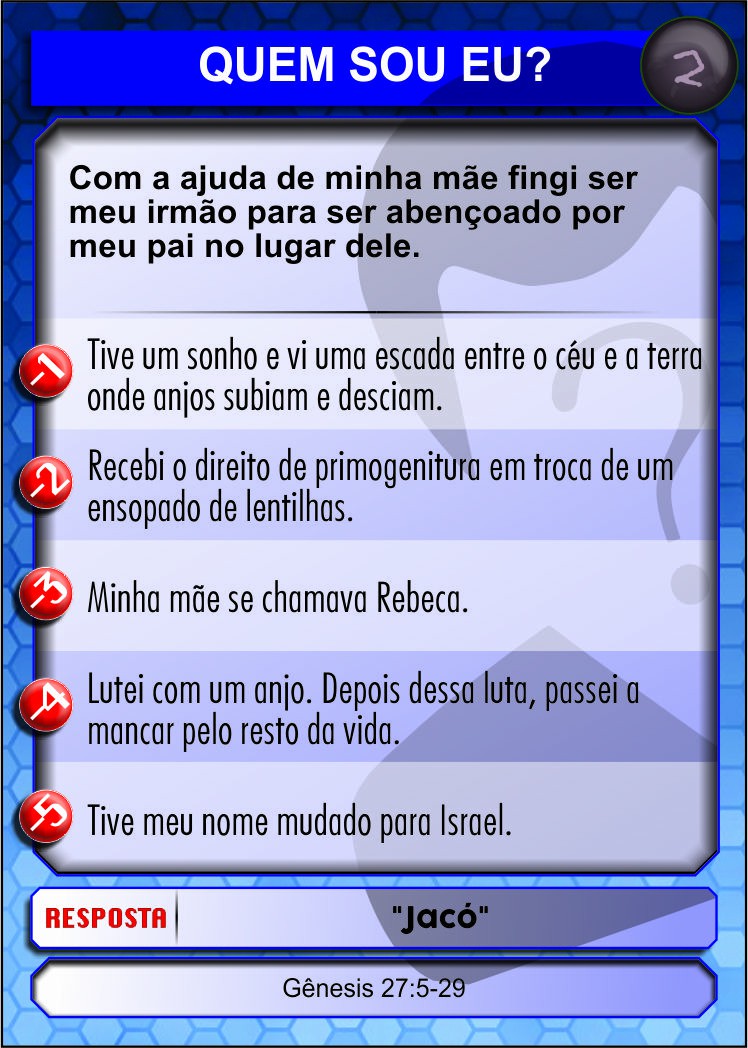 QUEM SOU EU?
2
Com a ajuda de minha mãe fingi ser
meu irmão para ser abençoado por
meu pai no lugar dele.
1
Tive um sonho e vi uma escada entre o céu e a terra
onde anjos subiam e desciam.
2
Recebi o direito de primogenitura em troca de um
ensopado de lentilhas.
3
Minha mãe se chamava Rebeca.
4
Lutei com um anjo. Depois dessa luta, passei a
mancar pelo resto da vida.
5
Tive meu nome mudado para Israel.
RESPOSTA
"Jacó"
Gênesis 27:5-29